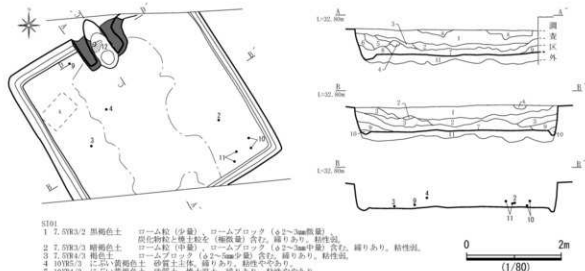 A
L=32.80m
A'
調
査
区
外
B
L=32.80m
B'
B
L=32.80m
B'
SI01
1 7.5YR3/2 黒褐色土 ローム粒（少量）、ロームブロック（φ2〜3mm微量）、
炭化物粒と焼土粒を（極微量）含む。締りあり、粘性弱。
2 7.5YR3/3 暗褐色土 ローム粒（中量）、ロームブロック（φ2〜3mm中量）含む。締りあり、粘性弱。
3 7.5YR4/3 褐色土 ロームブロック（φ2〜5mm少量）含む。締りあり、粘性弱。
4 10YR5/3 にぶい黄褐色土 砂質土主体。締りあり、粘性ややあり。
0 2m
(1/80)